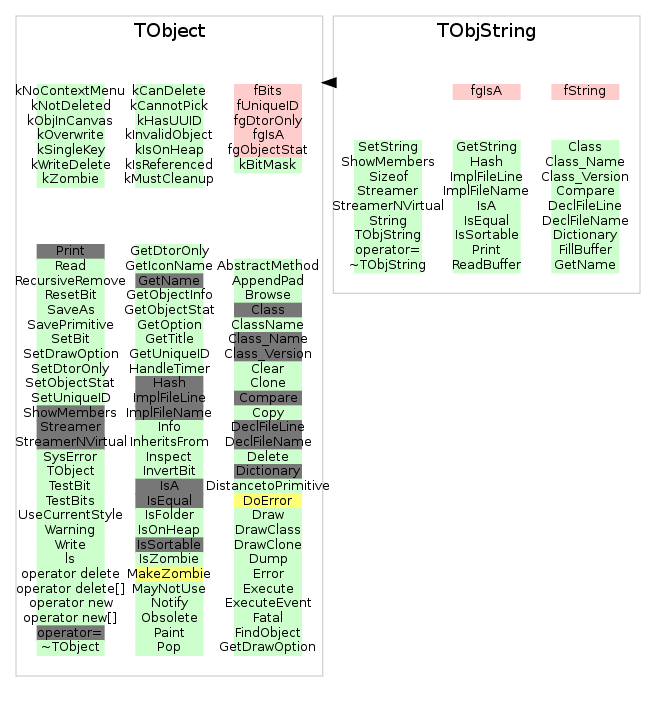 TObject
kNoContextMenu
kNotDeleted
kObjInCanvas
kOverwrite
kSingleKey
kWriteDelete
kZombie
kCanDelete
kCannotPick
kHasUUID
kInvalidObject
kIsOnHeap
kIsReferenced
kMustCleanup
fBits
fUniqueID
fgDtorOnly
fgIsA
fgObjectStat
kBitMask
Print
Read
RecursiveRemove
ResetBit
SaveAs
SavePrimitive
SetBit
SetDrawOption
SetDtorOnly
SetObjectStat
SetUniqueID
ShowMembers
Streamer
StreamerNVirtual
SysError
TObject
TestBit
TestBits
UseCurrentStyle
Warning
Write
ls
operator delete
operator delete[]
operator new
operator new[]
operator=
~TObject
GetDtorOnly
GetIconName
GetName
GetObjectInfo
GetObjectStat
GetOption
GetTitle
GetUniqueID
HandleTimer
Hash
ImplFileLine
ImplFileName
Info
InheritsFrom
Inspect
InvertBit
IsA
IsEqual
IsFolder
IsOnHeap
IsSortable
IsZombie
MakeZombie
MayNotUse
Notify
Obsolete
Paint
Pop
AbstractMethod
AppendPad
Browse
Class
ClassName
Class_Name
Class_Version
Clear
Clone
Compare
Copy
DeclFileLine
DeclFileName
Delete
Dictionary
DistancetoPrimitive
DoError
Draw
DrawClass
DrawClone
Dump
Error
Execute
ExecuteEvent
Fatal
FindObject
GetDrawOption
TObjString
fgIsA
fString
SetString
ShowMembers
Sizeof
Streamer
StreamerNVirtual
String
TObjString
operator=
~TObjString
GetString
Hash
ImplFileLine
ImplFileName
IsA
IsEqual
IsSortable
Print
ReadBuffer
Class
Class_Name
Class_Version
Compare
DeclFileLine
DeclFileName
Dictionary
FillBuffer
GetName